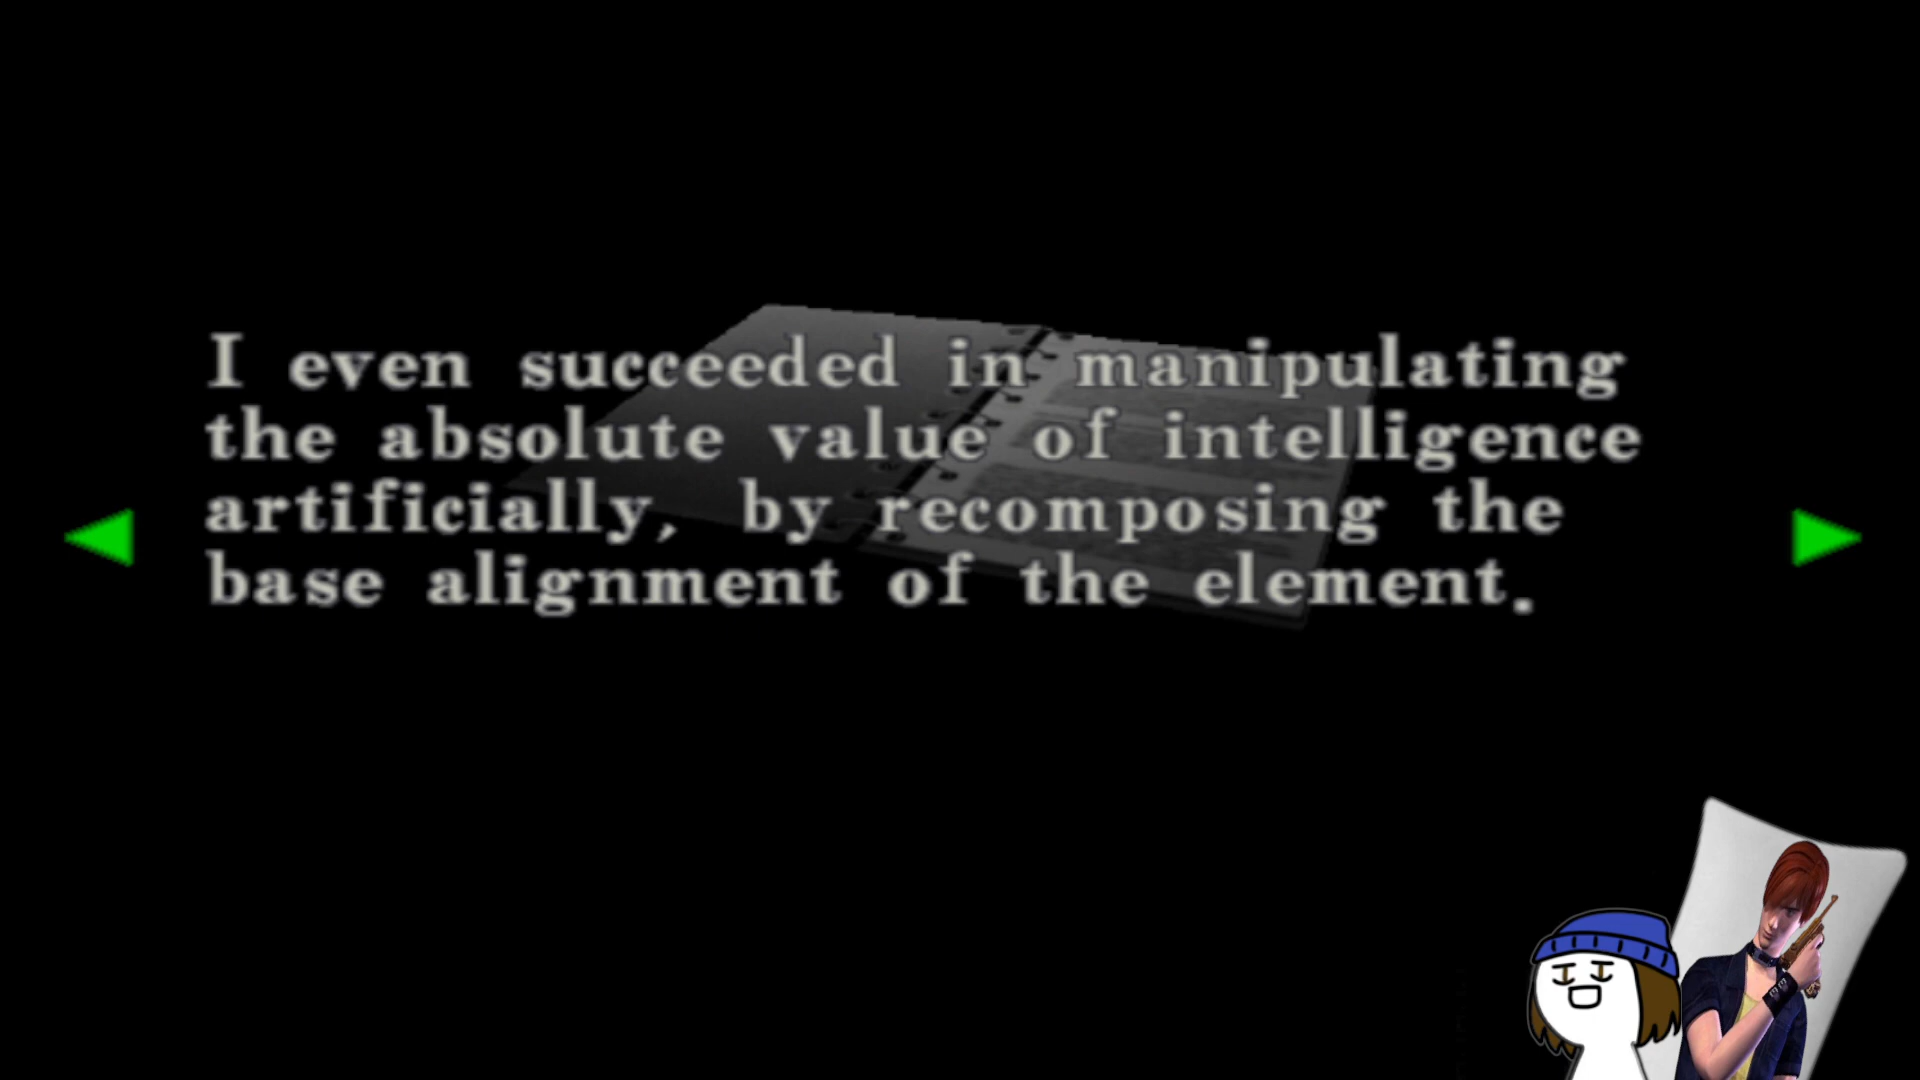 I even succeeded in manipulating
the absolute value of intelligence
artificially, by recomposing the
base alignment of the element.